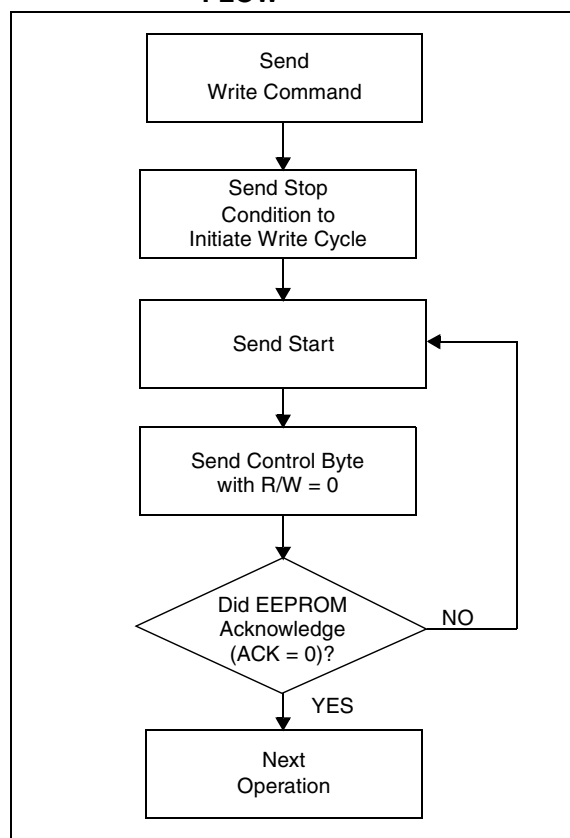 Send
Write Command
Send Stop
Condition to
Initiate Write Cycle
Send Start
Send Control Byte
with R/W = 0
Did EEPROM
Acknowledge
(ACK = 0)?
NO
YES
Next
Operation